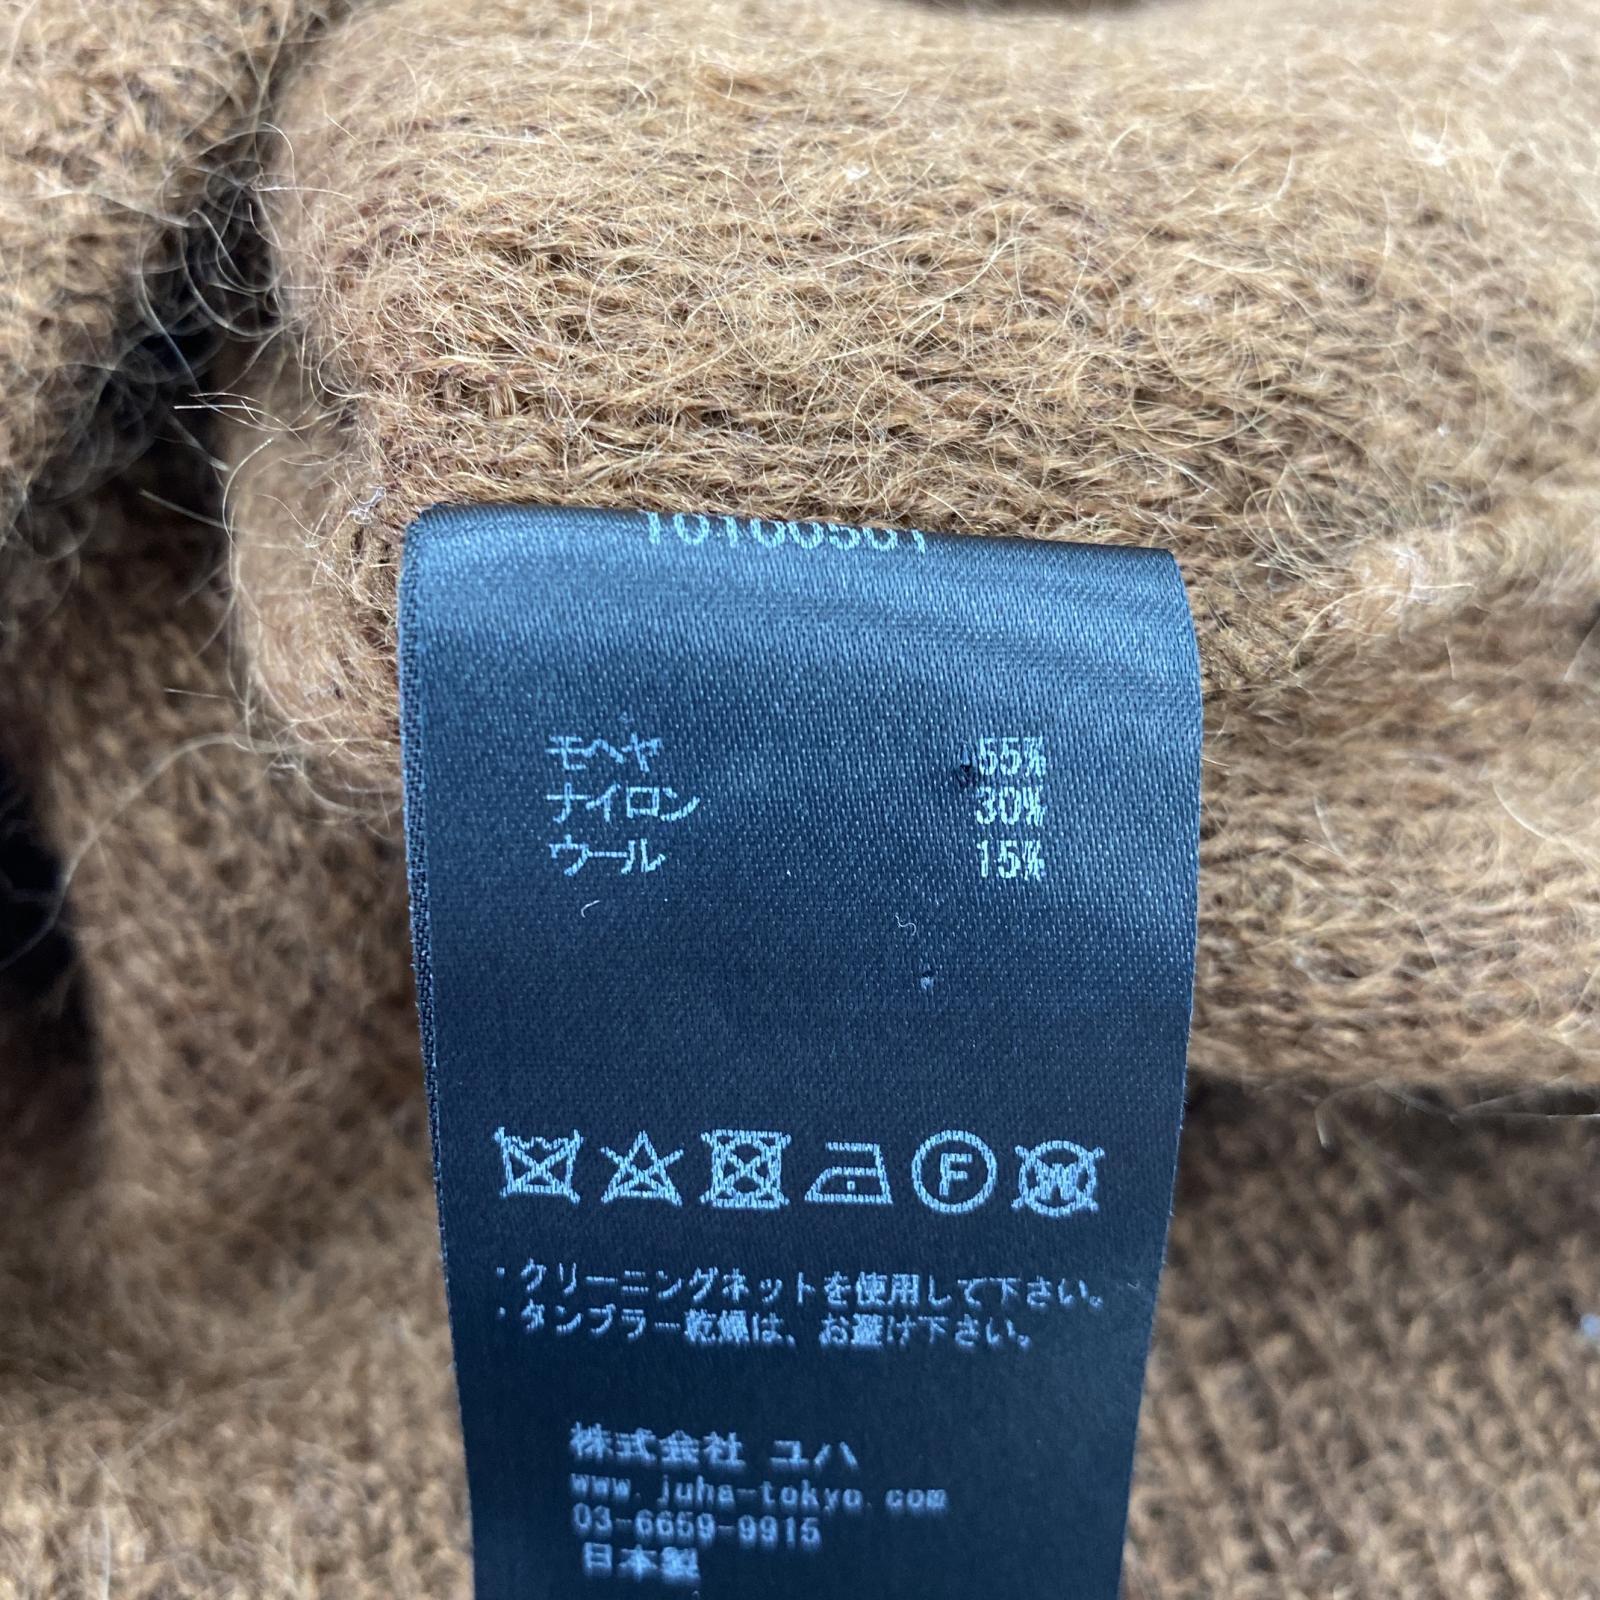 10100501
モヘヤ 55%
ナイロン 30%
ウール 15%
F
W
・クリーニングネットを使用して下さい。
・タンブラー乾燥は、お避け下さい。
株式会社 ユハ
www.juha-tokyo.com
03-6659-9915
日本製